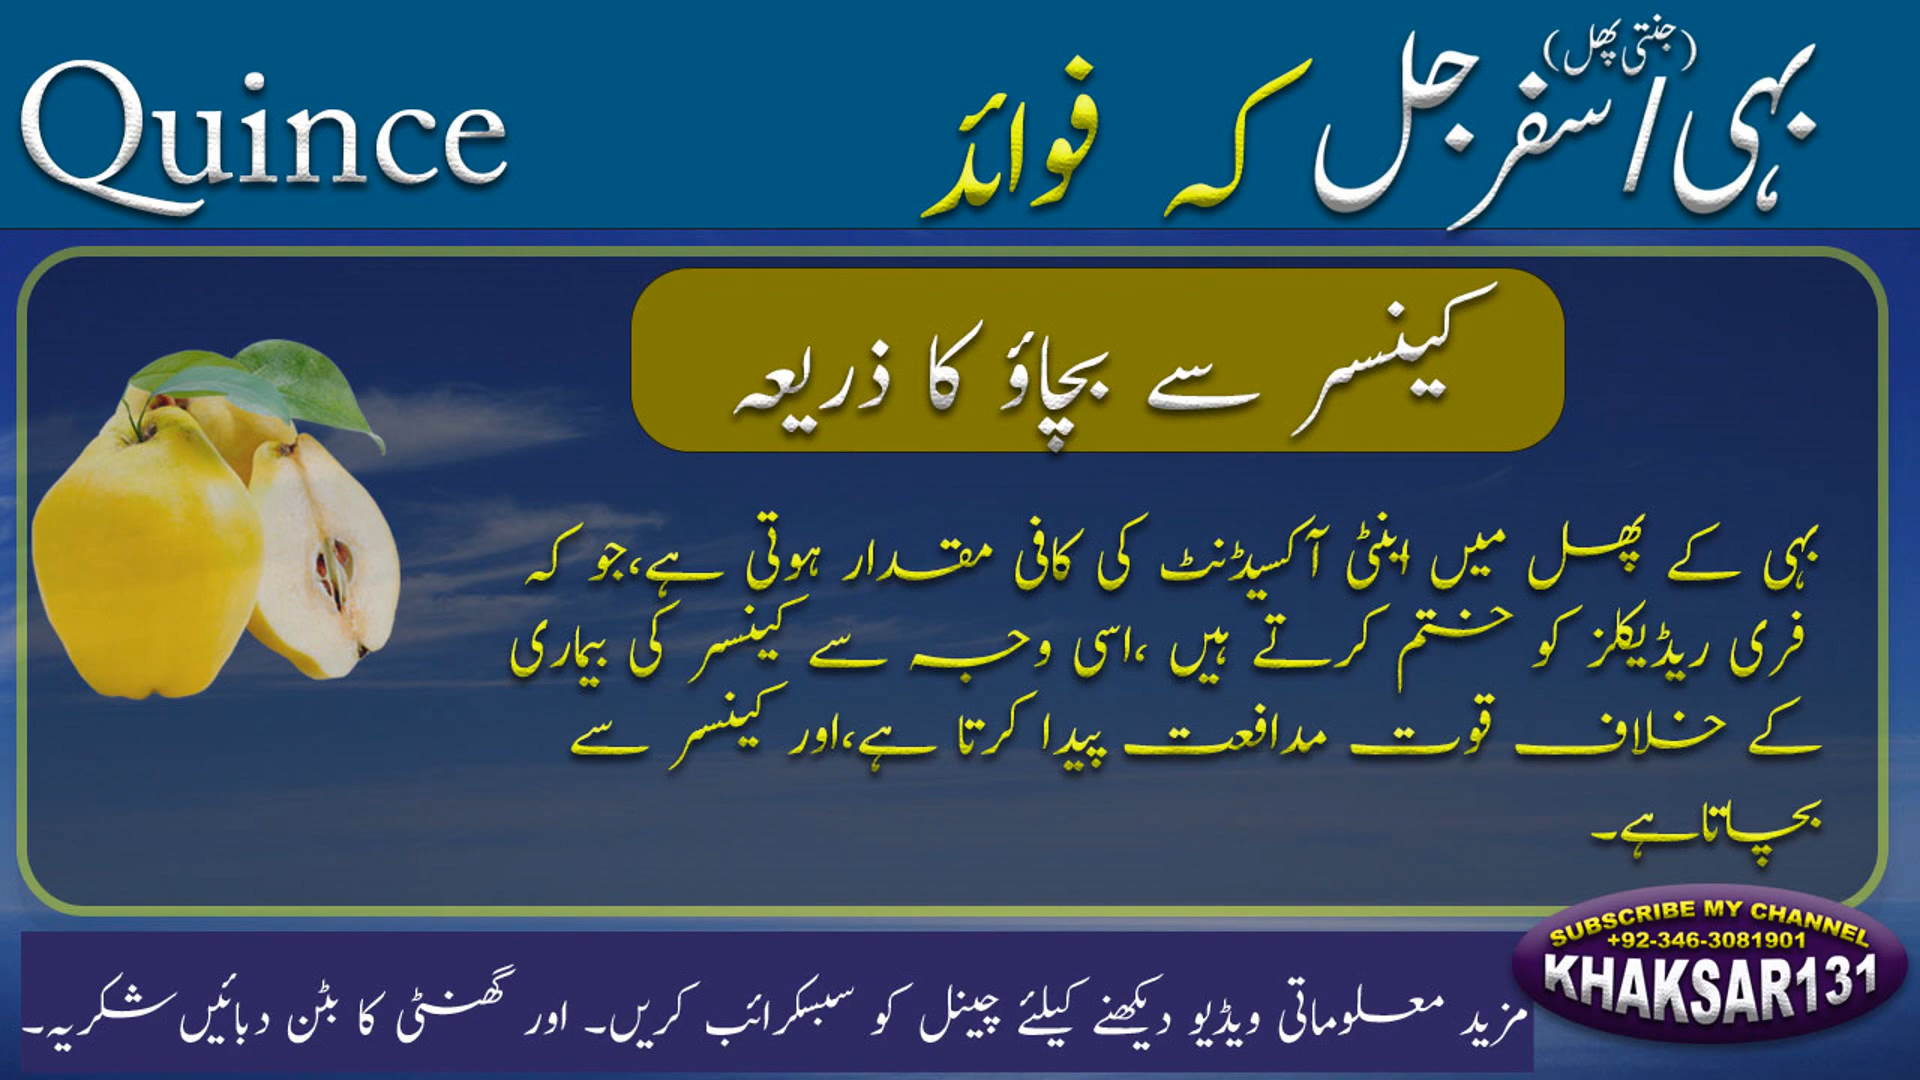 Quince
(جنتی پھل)
بہی/سفرجل کہ فوائد
کینسر سے بچاؤ کا ذریعہ
بہی کے پھل میں اینٹی آکسیڈنٹ کی کافی مقدار ہوتی ہے،جو کہ
فری ریڈیکلز کو ختم کرتے ہیں ،اسی وجہ سے کینسر کی بیماری
کے خلاف قوت مدافعت پیدا کرتا ہے،اور کینسر سے
بچاتاہے۔
SUBSCRIBE MY CHANNEL
+92-346-3081901
KHAKSAR131
مزید معلوماتی ویڈیو دیکھنے کیلئے چینل کو سبسکرائب کریں۔ اور گھنٹی کا بٹن دبائیں شکریہ۔